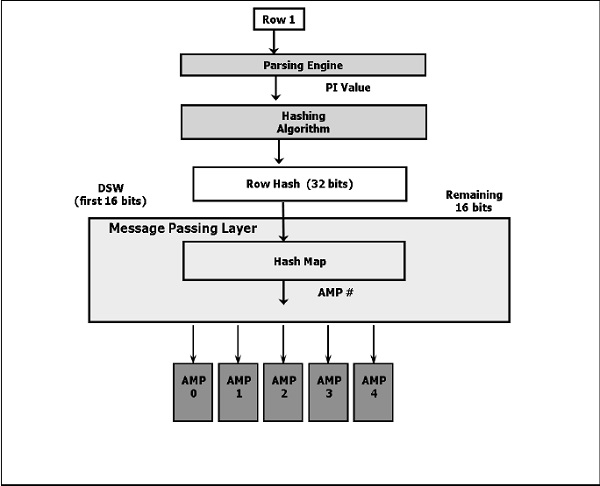 Row 1
Parsing Engine
PI Value
Hashing
Algorithm
Row Hash (32 bits)
DSW
(first 16 bits)
Remaining
16 bits
Message Passing Layer
Hash Map
AMP #
AMP
0
AMP
1
AMP
2
AMP
3
AMP
4